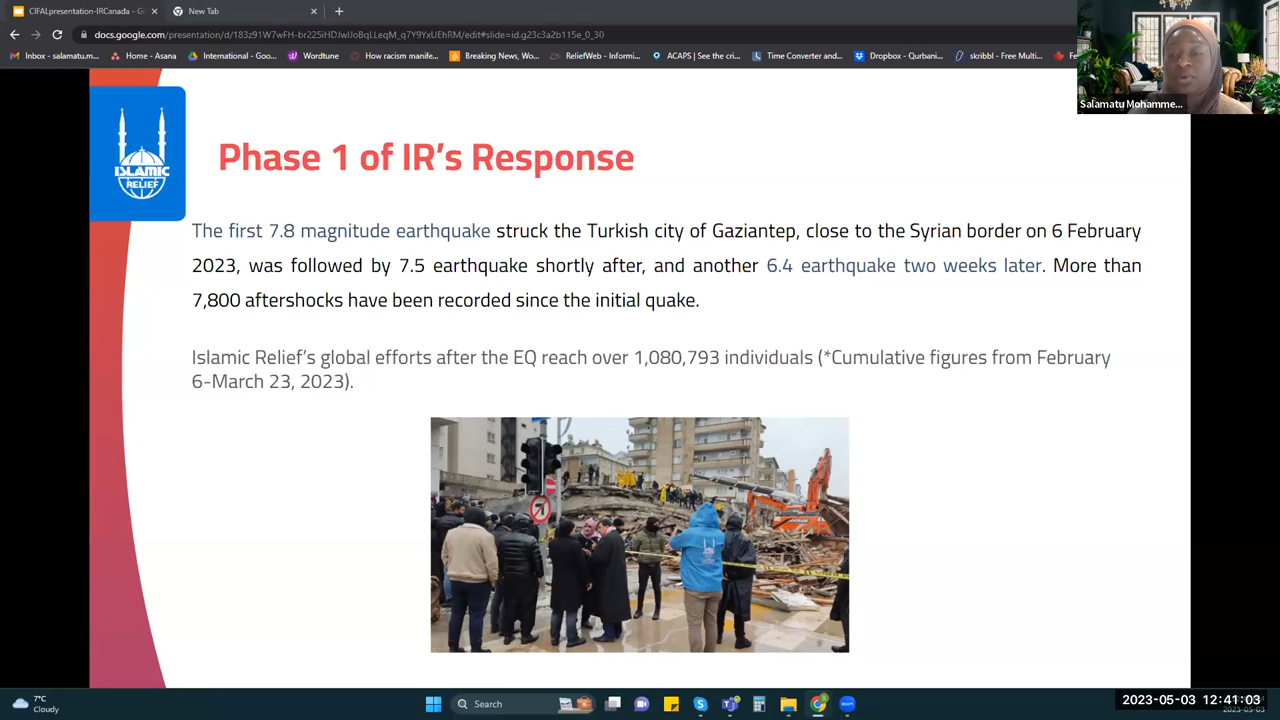 CIFALpresentation-IRCanada - G
New Tab
docs.google.com/presentation/d/183z91W7wFH-br225iHDJwIJoBqLLeqM_q7Y9YxUEhRM/edit#slide=id.g23c3a2b115e_0_30
Inbox - salatu.m...
Home - Asana
International - Goo...
Wordtune
How racism manife...
Breaking News, Wo...
ReliefWeb - Informi...
ACAPS | See the cri...
Time Converter and...
Dropbox - Qurbani...
skribbl - Free Multi...
Salamatu Mohamme...
ISLAMIC
RELIEF
Phase 1 of IR's Response
The first 7.8 magnitude earthquake struck the Turkish city of Gaziantep, close to the Syrian border on 6 February
2023, was followed by 7.5 earthquake shortly after, and another 6.4 earthquake two weeks later. More than
7,800 aftershocks have been recorded since the initial quake.
Islamic Relief's global efforts after the EQ reach over 1,080,793 individuals (*Cumulative figures from February
6-March 23, 2023).
7°C
Cloudy
Search
2023-05-03 12:41:03